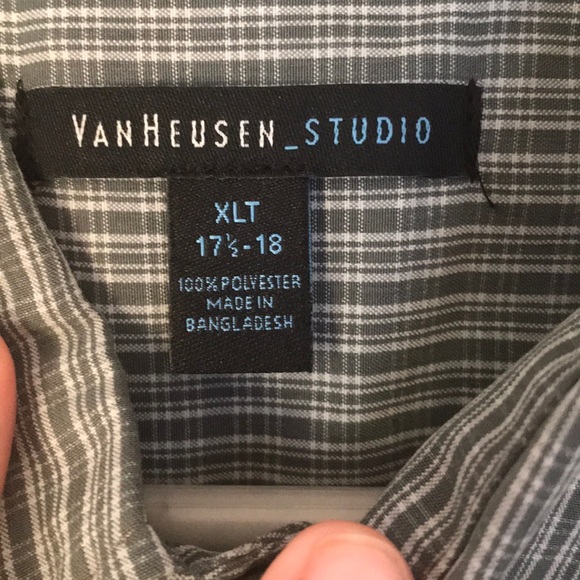 VANHEUSEN_STUDIO
XLT
17½-18
100% POLYESTER
MADE IN
BANGLADESH